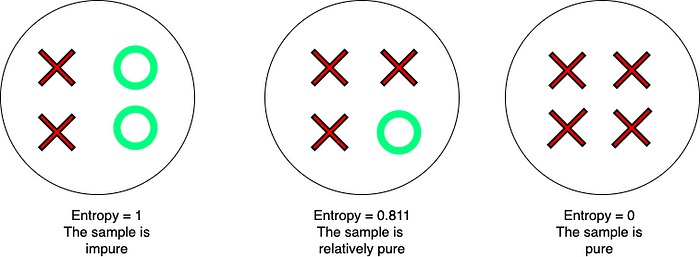 Entropy = 1
The sample is
impure
Entropy = 0.811
The sample is
relatively pure
Entropy = 0
The sample is
pure